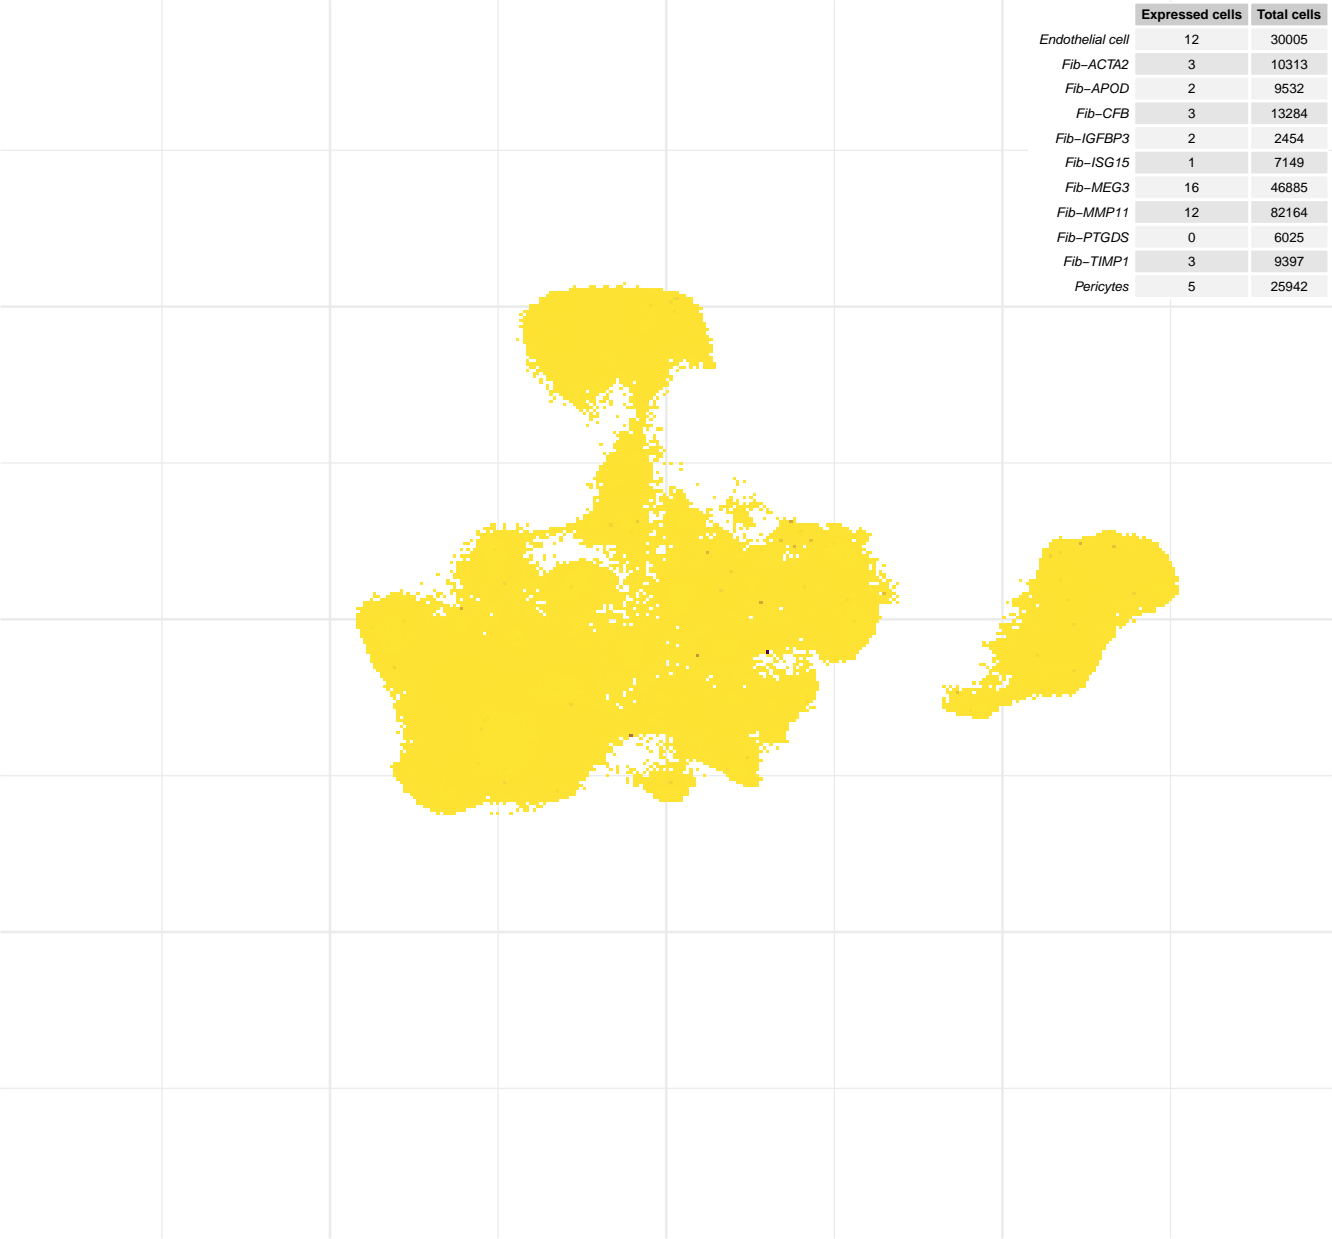 Expressed cells Total cells
Endothelial cell 12 30005
Fib−ACTA2 3 10313
Fib−APOD 2 9532
Fib−CFB 3 13284
Fib−IGFBP3 2 2454
Fib−ISG15 1 7149
Fib−MEG3 16 46885
Fib−MMP11 12 82164
Fib−PTGDS 0 6025
Fib−TIMP1 3 9397
Pericytes 5 25942